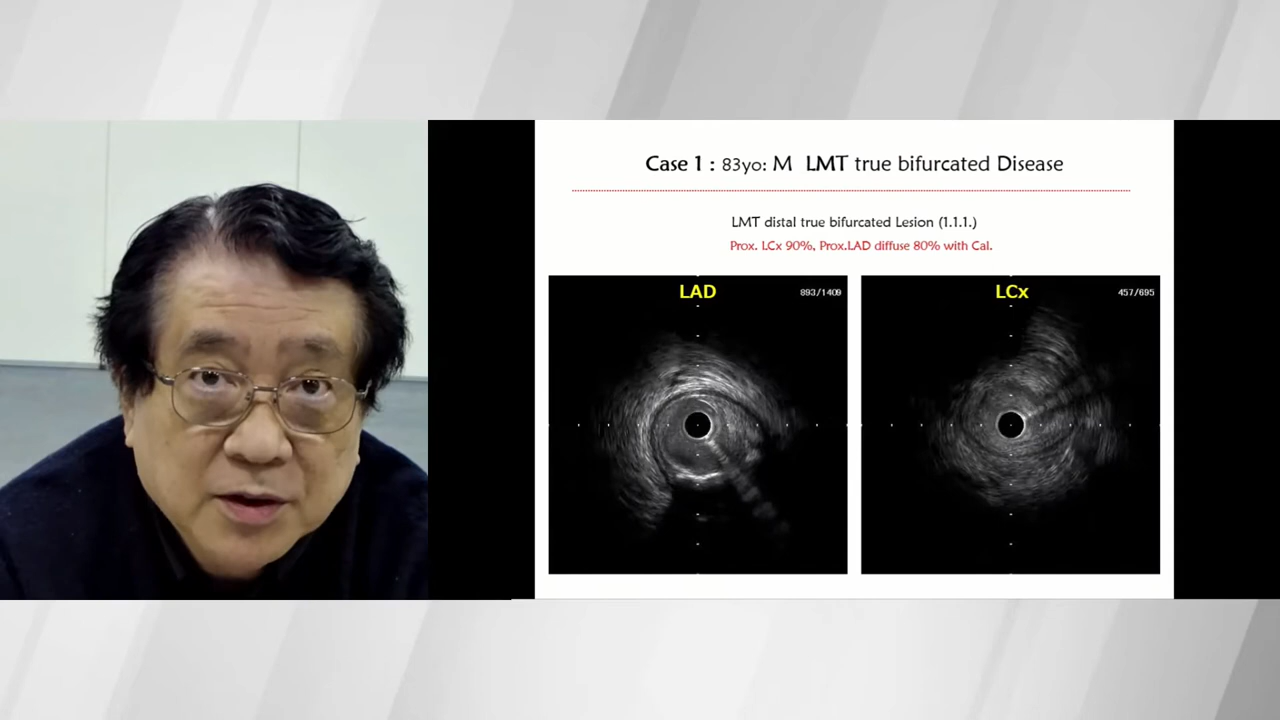 Case 1 : 83yo: M LMT true bifurcated Disease
LMT distal true bifurcated Lesion (1.1.1.)
Prox. LCx 90%, Prox.LAD diffuse 80% with Cal.
LAD
893/1409
LCx
457/695